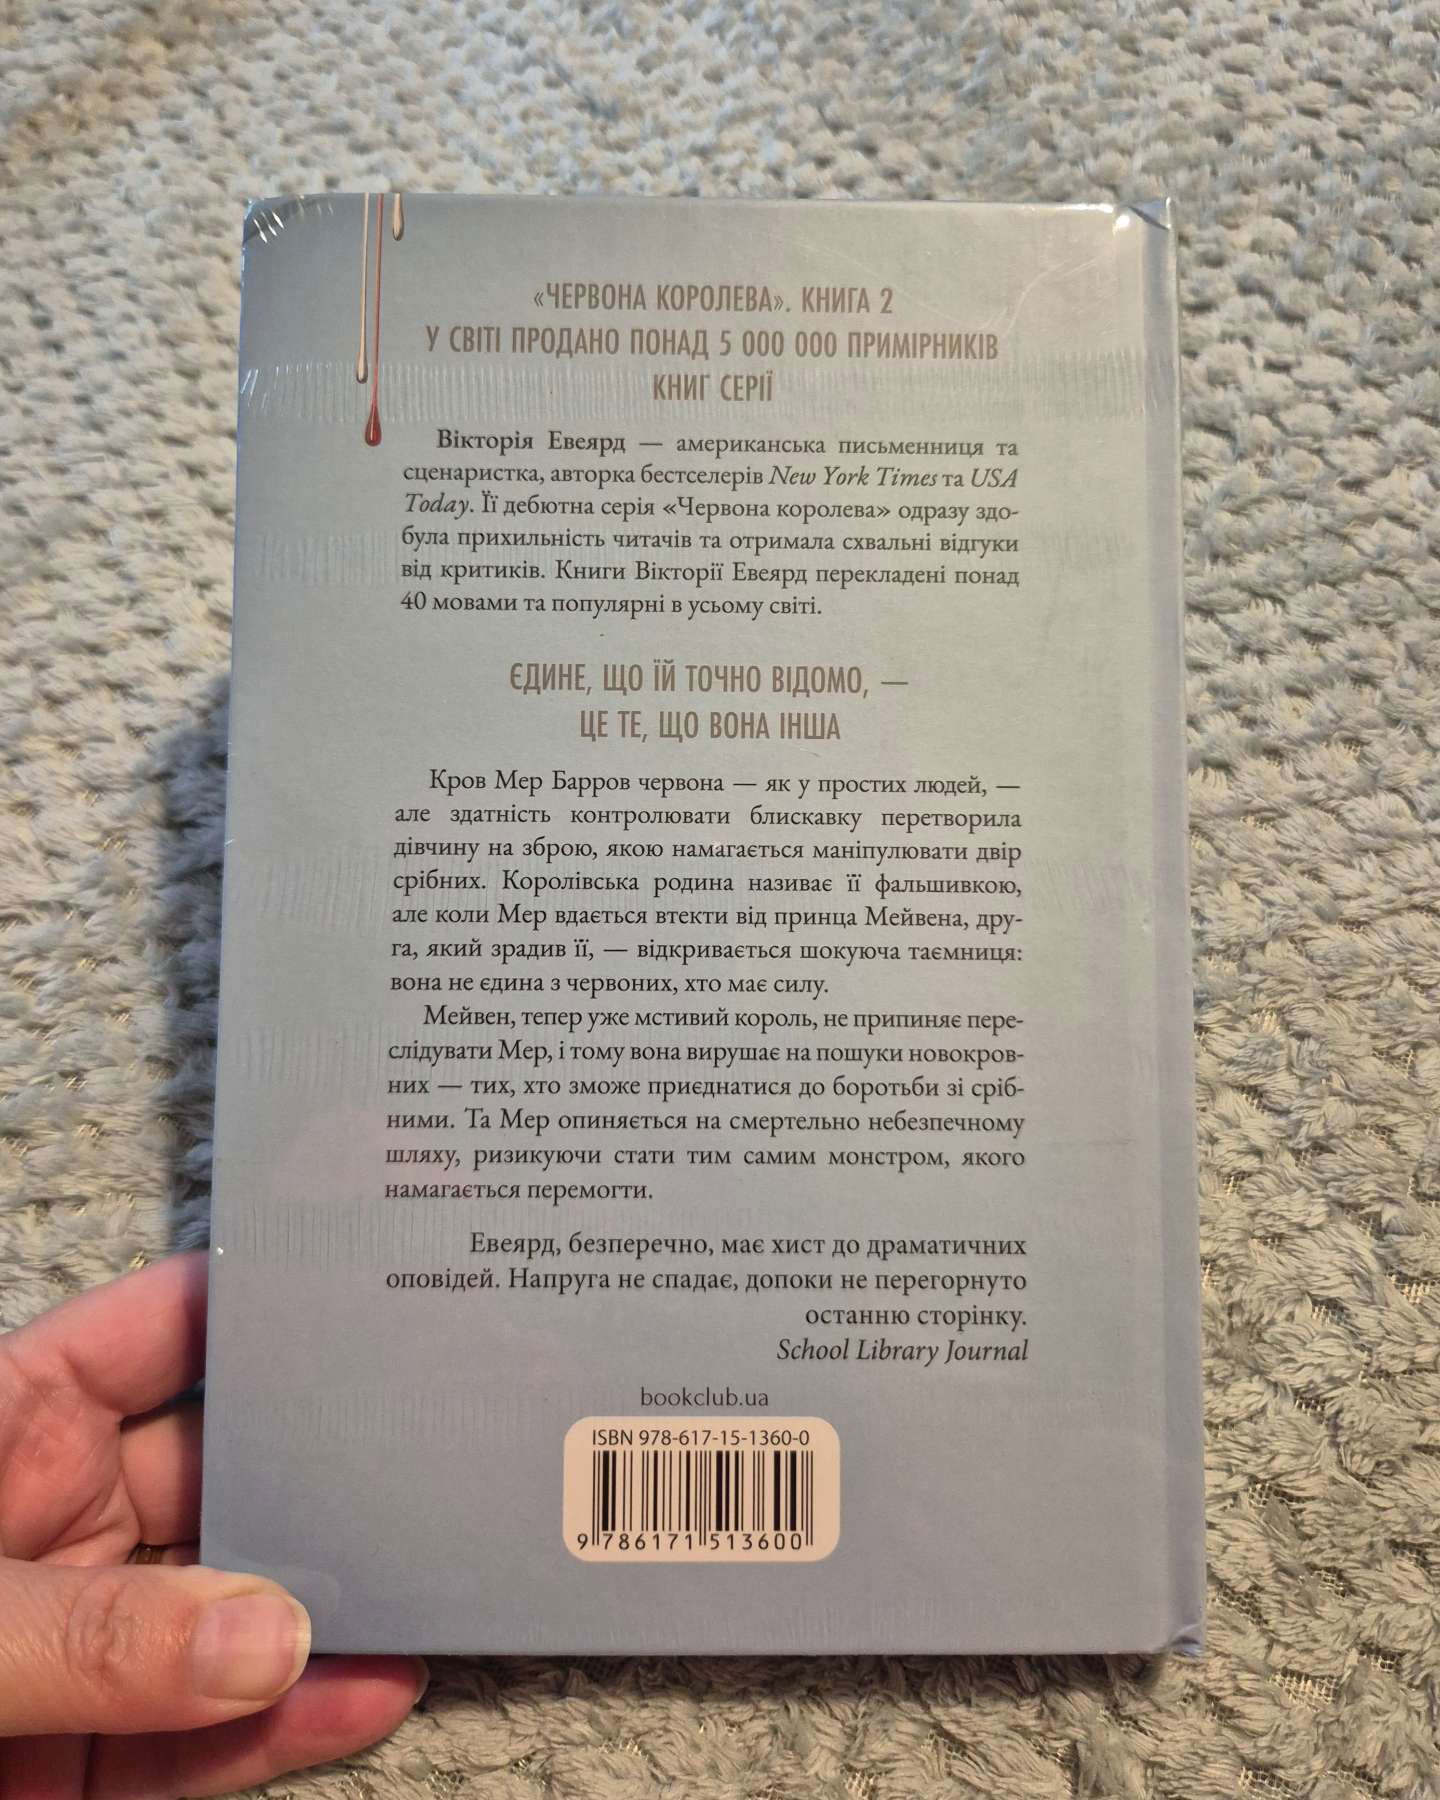 «ЧЕРВОНА КОРОЛЕВА». КНИГА 2
У СВІТІ ПРОДАНО ПОНАД 5 000 000 ПРИМІРНИКІВ
КНИГ СЕРІЇ
Вікторія Евеярд — американська письменниця та
сценаристка, авторка бестселерів New York Times та USA
Today. Її дебютна серія «Червона королева» одразу здо-
була прихильність читачів та отримала схвальні відгуки
від критиків. Книги Вікторії Евеярд перекладені понад
40 мовами та популярні в усьому світі.
ЄДИНЕ, ЩО ЇЙ ТОЧНО ВІДОМО, —
ЦЕ ТЕ, ЩО ВОНА ІНША
Кров Мер Барров червона — як у простих людей, —
але здатність контролювати блискавку перетворила
дівчину на зброю, якою намагається маніпулювати двір
срібних. Королівська родина називає її фальшивкою,
але коли Мер вдається втекти від принца Мейвена, дру-
га, який зрадив її, — відкривається шокуюча таємниця:
вона не єдина з червоних, хто має силу.
Мейвен, тепер уже мстивий король, не припиняє пере-
слідувати Мер, і тому вона вирушає на пошуки новокров-
них — тих, хто зможе приєднатися до боротьби зі сріб-
ними. Та Мер опиняється на смертельно небезпечному
шляху, ризикуючи стати тим самим монстром, якого
намагається перемогти.
Евеярд, безперечно, має хист до драматичних
оповідей. Напруга не спадає, допоки не перегорнуто
останню сторінку.
School Library Journal
bookclub.ua
ISBN 978-617-15-1360-0
9 786171 513600